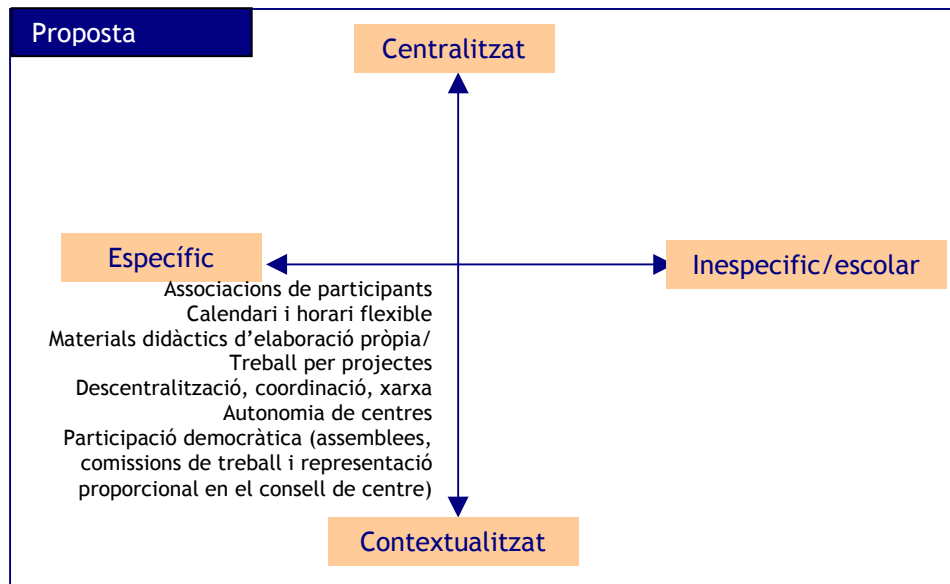 Proposta
Centralitzat
Específic
Inespecific/escolar
Associacions de participants
Calendari i horari flexible
Materials didàctics d’elaboració pròpia/
Treball per projectes
Descentralització, coordinació, xarxa
Autonomia de centres
Participació democràtica (assemblees,
comissions de treball i representació
proporcional en el consell de centre)
Contextualitzat